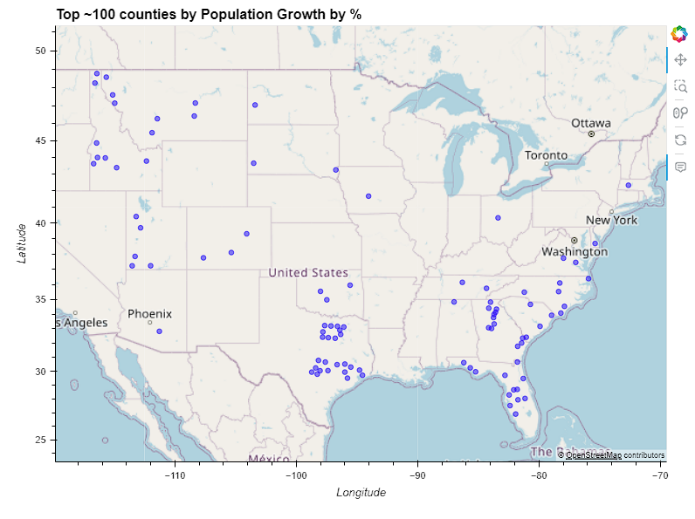 Top ~100 counties by Population Growth by %
50
45
40
35
30
25
Latitude
Ottawa
Toronto
New York
Washington
United States
Phoenix
s Angeles
México
The Bahamas
© OpenStreetMap contributors
−110
−100
−90
−80
−70
Longitude